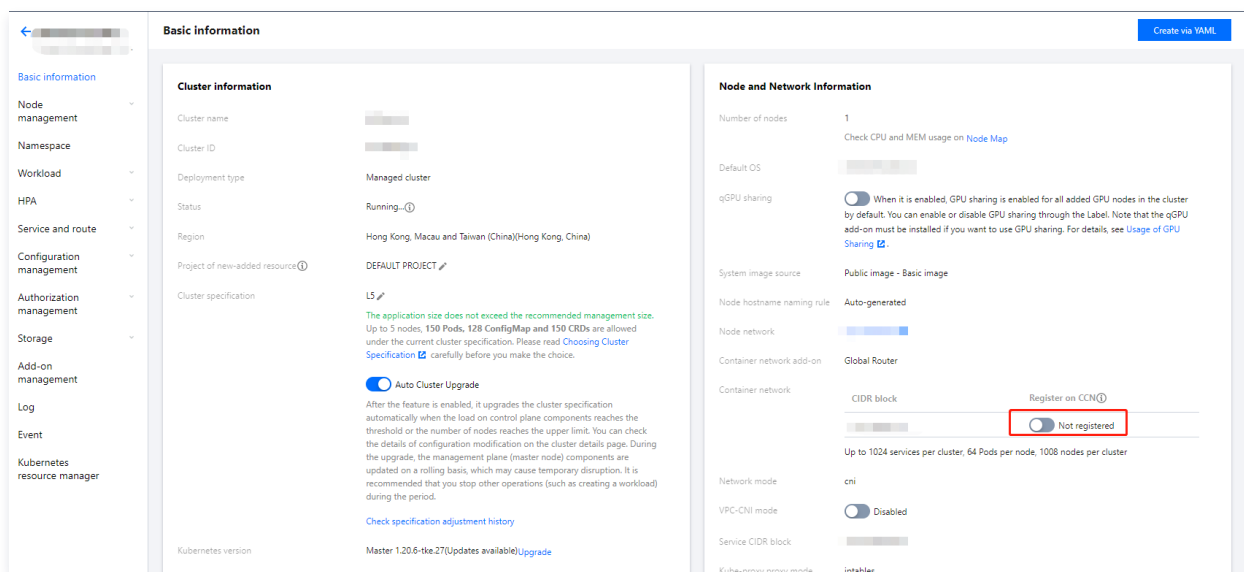 Basic information
Create via YAML
Basic information
Node
management
Namespace
Workload
HPA
Service and route
Configuration
management
Authorization
management
Storage
Add-on
management
Log
Event
Kubernetes
resource manager
Cluster information
Cluster name
Cluster ID
Deployment type
Managed cluster
Status
Running...
Region
Hong Kong, Macau and Taiwan (China)(Hong Kong, China)
Project of new-added resource
DEFAULT PROJECT
Cluster specification
L5
The application size does not exceed the recommended management size.
Up to 5 nodes, 150 Pods, 128 ConfigMap and 150 CRDs are allowed
under the current cluster specification. Please read Choosing Cluster
Specification carefully before you make the choice.
Auto Cluster Upgrade
After the feature is enabled, it upgrades the cluster specification
automatically when the load on control plane components reaches the
threshold or the number of nodes reaches the upper limit. You can check
the details of configuration modification on the cluster details page. During
the upgrade, the management plane (master node) components are
updated on a rolling basis, which may cause temporary disruption. It is
recommended that you stop other operations (such as creating a workload)
during the period.
Check specification adjustment history
Kubernetes version
Master 1.20.6-tke.27(Updates available)Upgrade
Node and Network Information
Number of nodes
1
Check CPU and MEM usage on Node Map
Default OS
qGPU sharing
When it is enabled, GPU sharing is enabled for all added GPU nodes in the cluster
by default. You can enable or disable GPU sharing through the Label. Note that the qGPU
add-on must be installed if you want to use GPU sharing. For details, see Usage of GPU
Sharing .
System image source
Public image - Basic image
Node hostname naming rule
Auto-generated
Node network
Container network add-on
Global Router
Container network
CIDR block
Register on CCN
Not registered
Up to 1024 services per cluster, 64 Pods per node, 1008 nodes per cluster
Network mode
cni
VPC-CNI mode
Disabled
Service CIDR block
Kube-proxy proxy mode
iptables